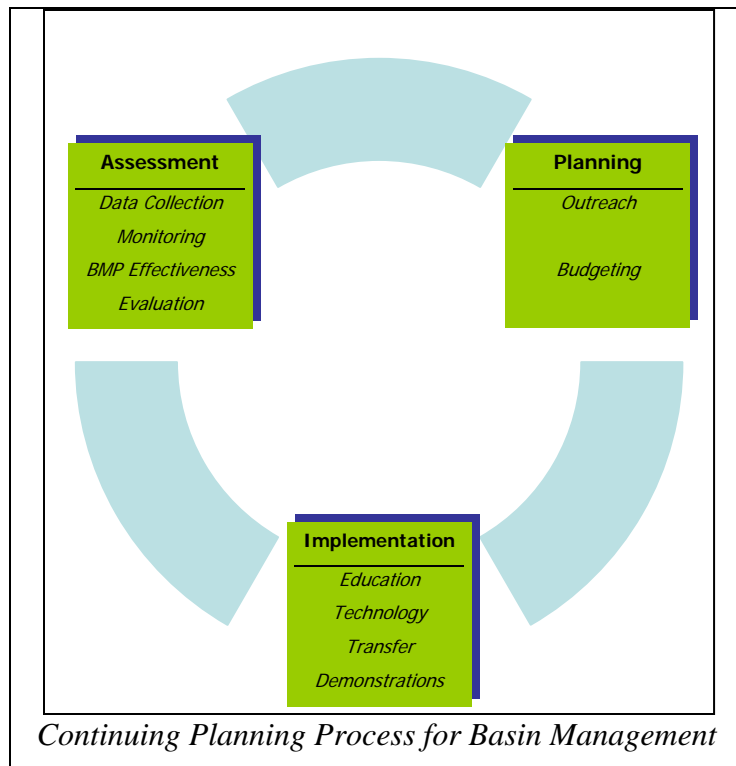 Assessment
Data Collection
Monitoring
BMP Effectiveness
Evaluation
Planning
Outreach
Budgeting
Implementation
Education
Technology
Transfer
Demonstrations
Continuing Planning Process for Basin Management